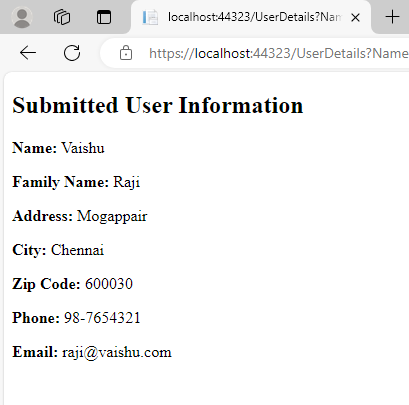 localhost:44323/UserDetails?Nam
https://localhost:44323/UserDetails?Name
Submitted User Information
Name: Vaishu
Family Name: Raji
Address: Mogappair
City: Chennai
Zip Code: 600030
Phone: 98-7654321
Email: raji@vaishu.com